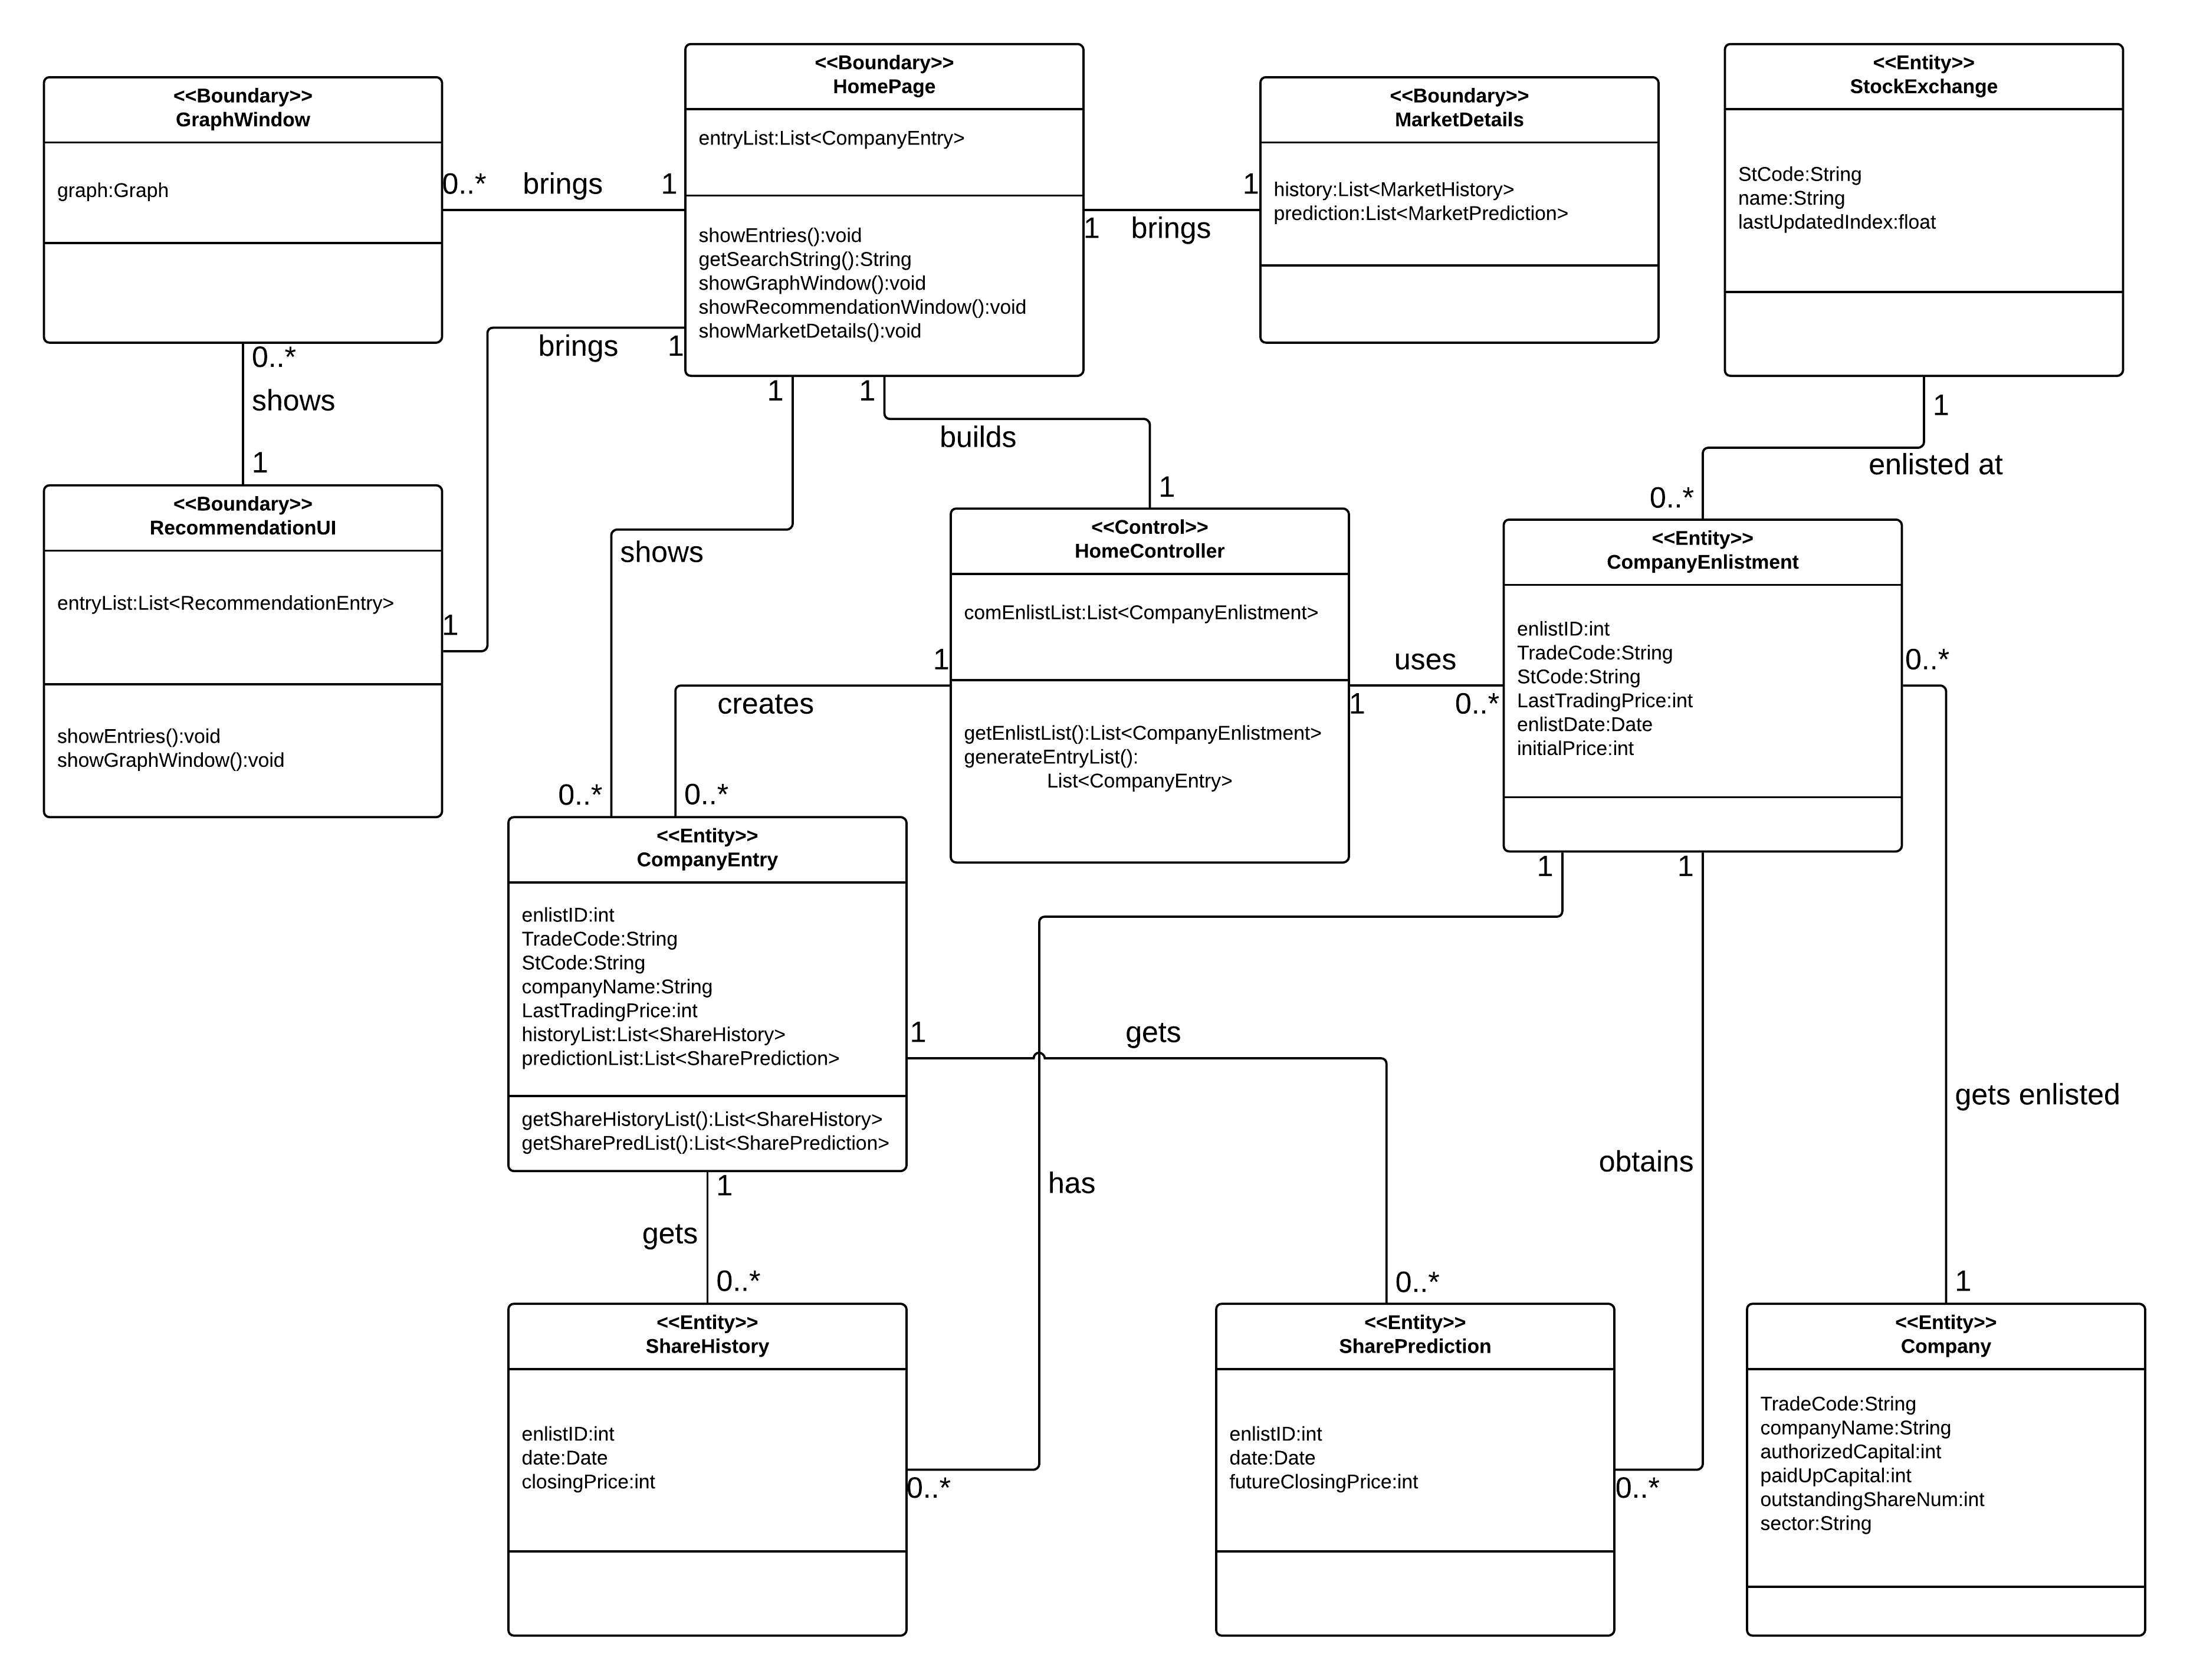 <<Boundary>>
GraphWindow
graph:Graph
0..*
brings
1
<<Boundary>>
HomePage
entryList:List<CompanyEntry>
showEntries():void
getSearchString():String
showGraphWindow():void
showRecommendationWindow():void
showMarketDetails():void
1
1
brings
<<Boundary>>
MarketDetails
history:List<MarketHistory>
prediction:List<MarketPrediction>
<<Entity>>
StockExchange
StCode:String
name:String
lastUpdatedIndex:float
0..*
shows
1
brings
1
1
1
builds
1
1
enlisted at
0..*
<<Boundary>>
RecommendationUI
entryList:List<RecommendationEntry>
showEntries():void
showGraphWindow():void
1
shows
0..*
<<Control>>
HomeController
comEnlistList:List<CompanyEnlistment>
getEnlistList():List<CompanyEnlistment>
generateEntryList():
List<CompanyEntry>
1
creates
0..*
uses
1
0..*
<<Entity>>
CompanyEnlistment
enlistID:int
TradeCode:String
StCode:String
LastTradingPrice:int
enlistDate:Date
initialPrice:int
0..*
1
1
<<Entity>>
CompanyEntry
enlistID:int
TradeCode:String
StCode:String
companyName:String
LastTradingPrice:int
historyList:List<ShareHistory>
predictionList:List<SharePrediction>
getShareHistoryList():List<ShareHistory>
getSharePredList():List<SharePrediction>
1
gets
gets enlisted
obtains
has
1
gets
0..*
0..*
1
<<Entity>>
ShareHistory
enlistID:int
date:Date
closingPrice:int
0..*
<<Entity>>
SharePrediction
enlistID:int
date:Date
futureClosingPrice:int
0..*
<<Entity>>
Company
TradeCode:String
companyName:String
authorizedCapital:int
paidUpCapital:int
outstandingShareNum:int
sector:String